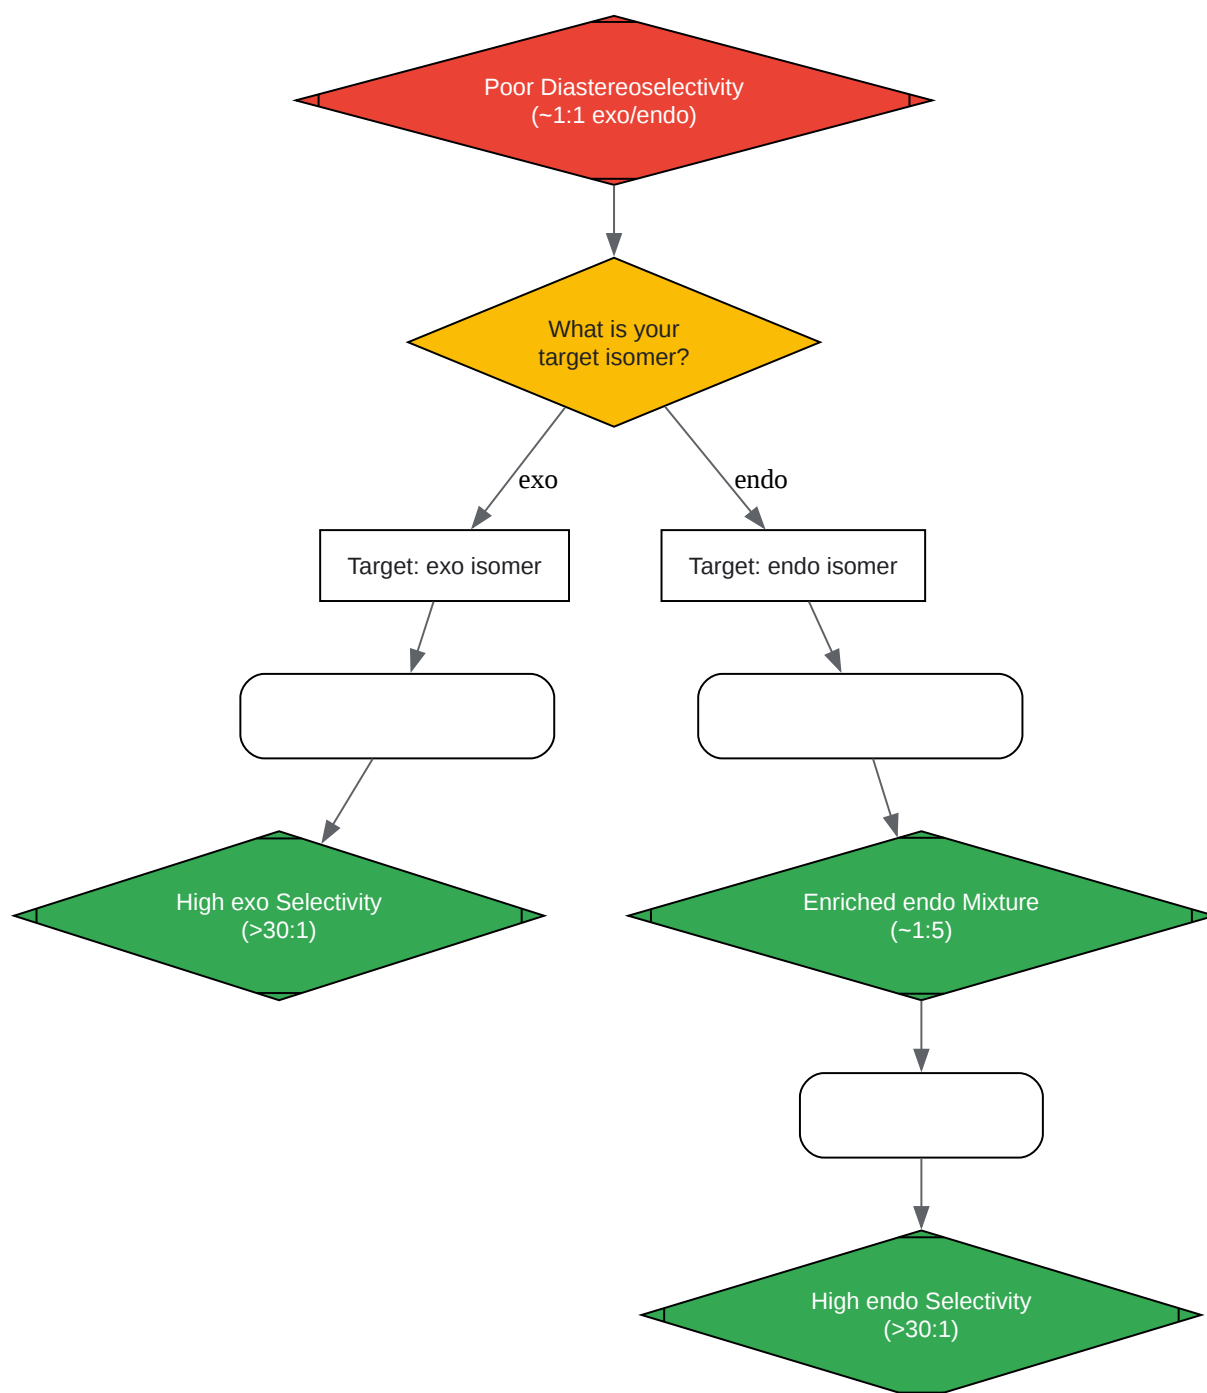 Poor Diastereoselectivity
(~1:1 exo/endo)
What is your
target isomer?
exo
endo
Target: exo isomer
Target: endo isomer
High exo Selectivity
(>30:1)
Enriched endo Mixture
(~1:5)
High endo Selectivity
(>30:1)